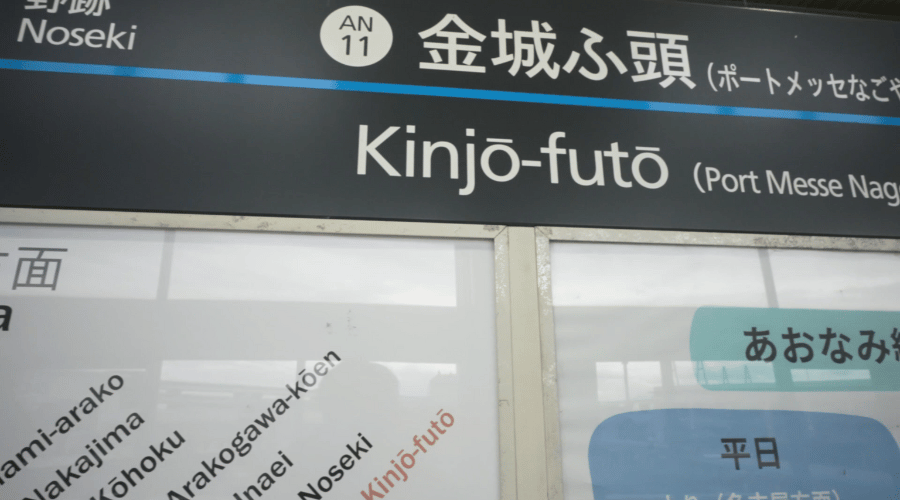 野跡
Noseki
AN
11
金城ふ頭 (ポートメッセなごや
Kinjō-futō (Port Messe Nag
方面
a
ami-arako
Nakajima
Kōhoku
Arakogawa-kōen
Inaei
Noseki
Kinjō-futō
あおなみ
平日